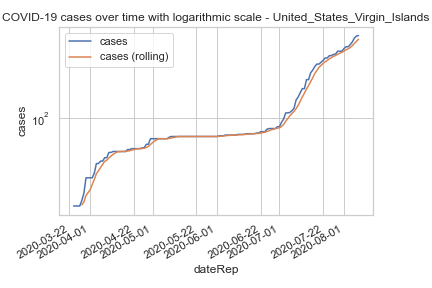 COVID-19 cases over time with logarithmic scale - United_States_Virgin_Islands
cases
cases (rolling)
cases
10²
2020-03-22
2020-04-01
2020-04-22
2020-05-01
2020-05-22
2020-06-01
2020-06-22
2020-07-01
2020-07-22
2020-08-01
dateRep